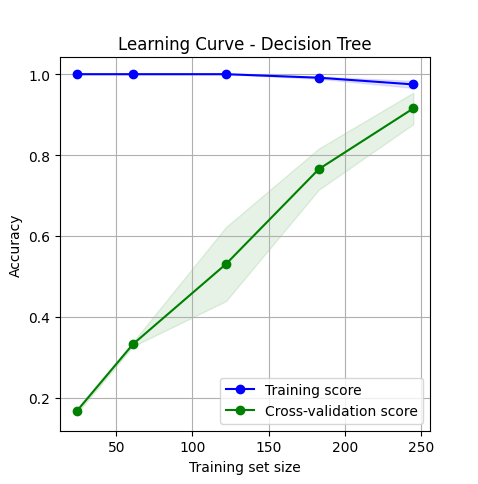 Learning Curve - Decision Tree
Accuracy
1.0
0.8
0.6
0.4
0.2
Training score
Cross-validation score
50 100 150 200 250
Training set size